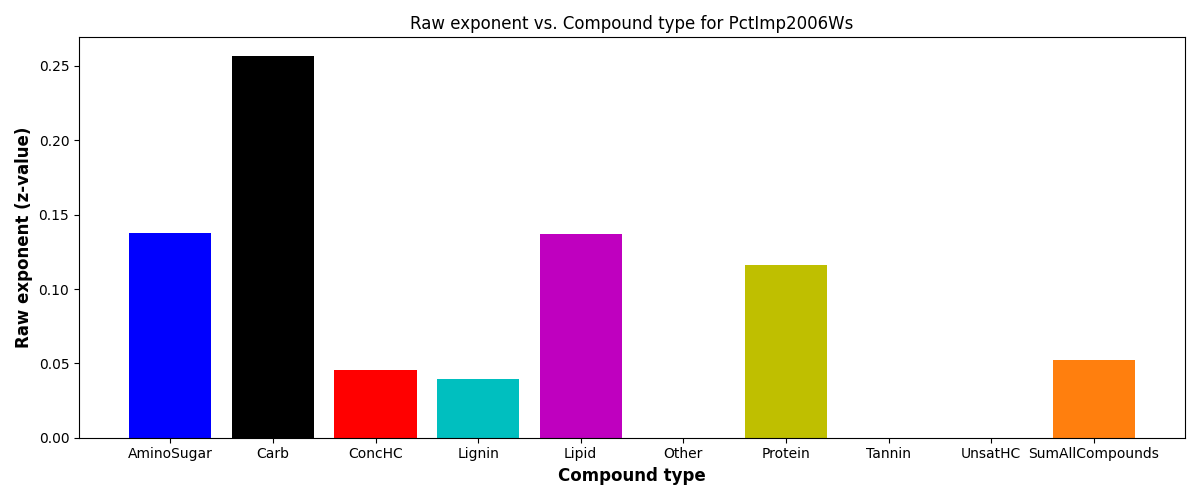 Raw exponent vs. Compound type for PctImp2006Ws
Raw exponent (z-value)
0.25
0.20
0.15
0.10
0.05
0.00
AminoSugar Carb ConcHC Lignin Lipid Other Protein Tannin UnsatHC SumAllCompounds
Compound type